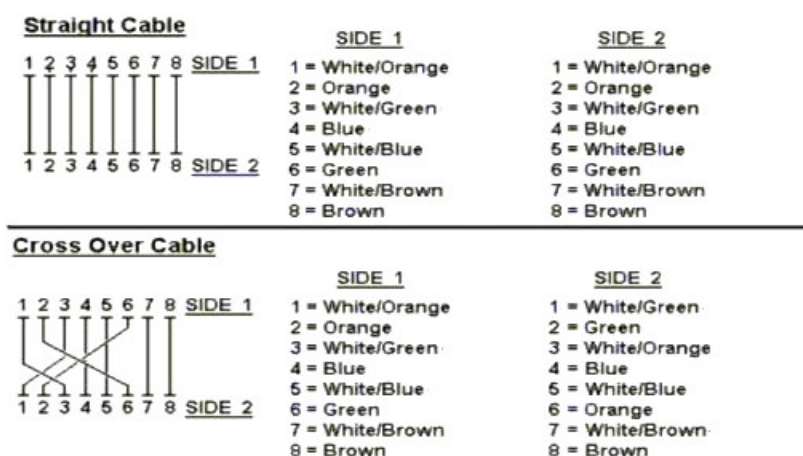 Straight Cable
1 2 3 4 5 6 7 8 SIDE 1
1 2 3 4 5 6 7 8 SIDE 2
SIDE 1
1 = White/Orange
2 = Orange
3 = White/Green
4 = Blue
5 = White/Blue
6 = Green
7 = White/Brown
8 = Brown
SIDE 2
1 = White/Orange
2 = Orange
3 = White/Green
4 = Blue
5 = White/Blue
6 = Green
7 = White/Brown
8 = Brown
Cross Over Cable
1 2 3 4 5 6 7 8 SIDE 1
1 2 3 4 5 6 7 8 SIDE 2
SIDE 1
1 = White/Orange
2 = Orange
3 = White/Green
4 = Blue
5 = White/Blue
6 = Green
7 = White/Brown
8 = Brown
SIDE 2
1 = White/Green
2 = Green
3 = White/Orange
4 = Blue
5 = White/Blue
6 = Orange
7 = White/Brown
8 = Brown